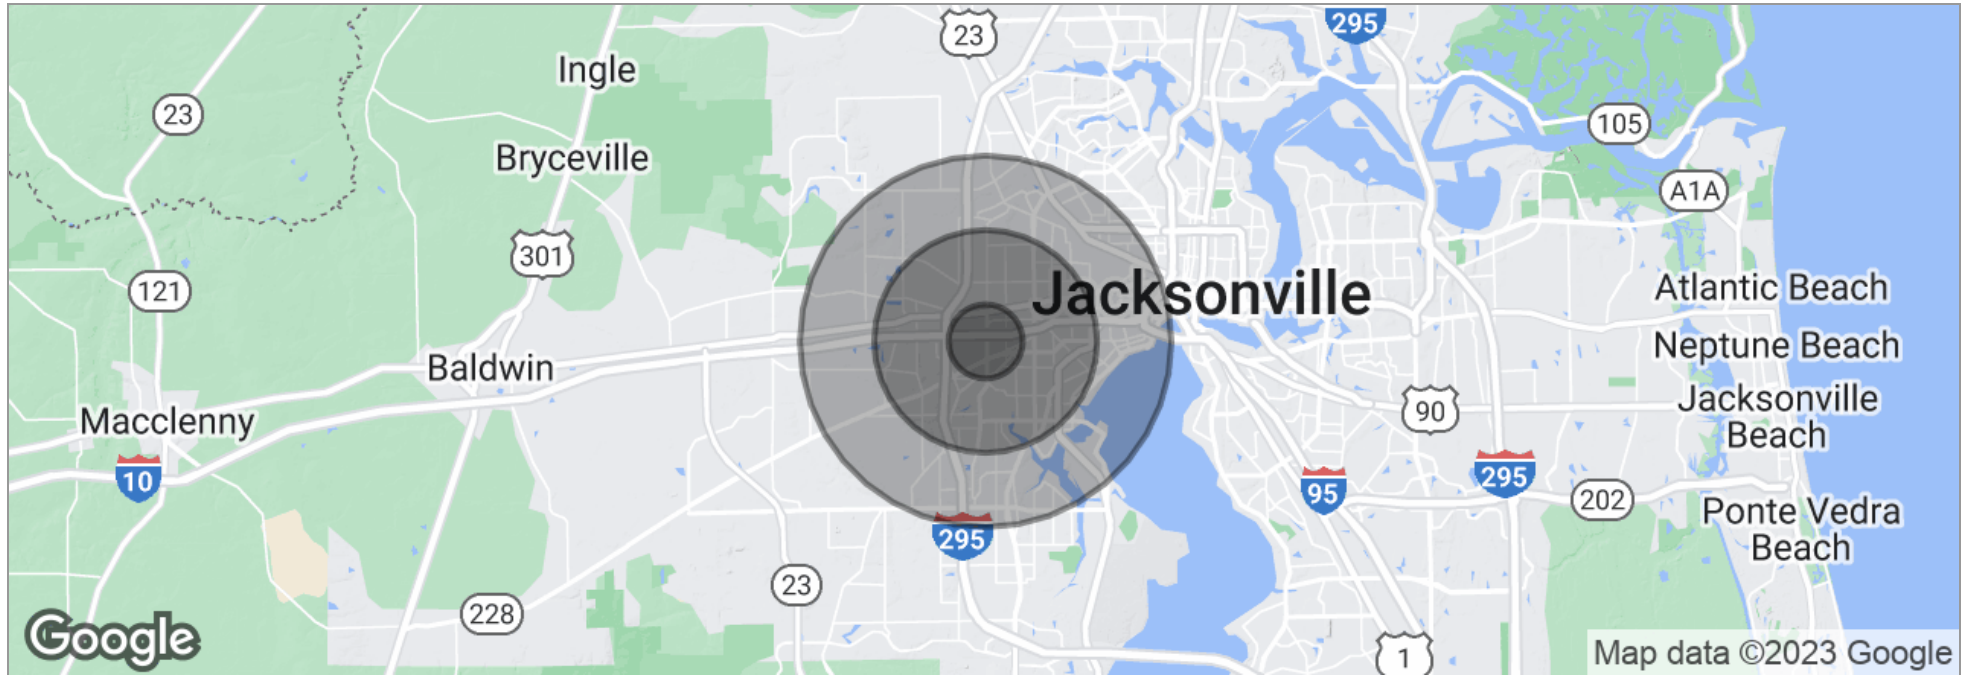 295
23
Ingle
23
105
Bryceville
A1A
301
Jacksonville
121
Atlantic Beach
Neptune Beach
Baldwin
Jacksonville
Beach
90
Macclenny
10
295
95
202
Ponte Vedra
Beach
295
23
228
Google
1
Map data ©2023 Google